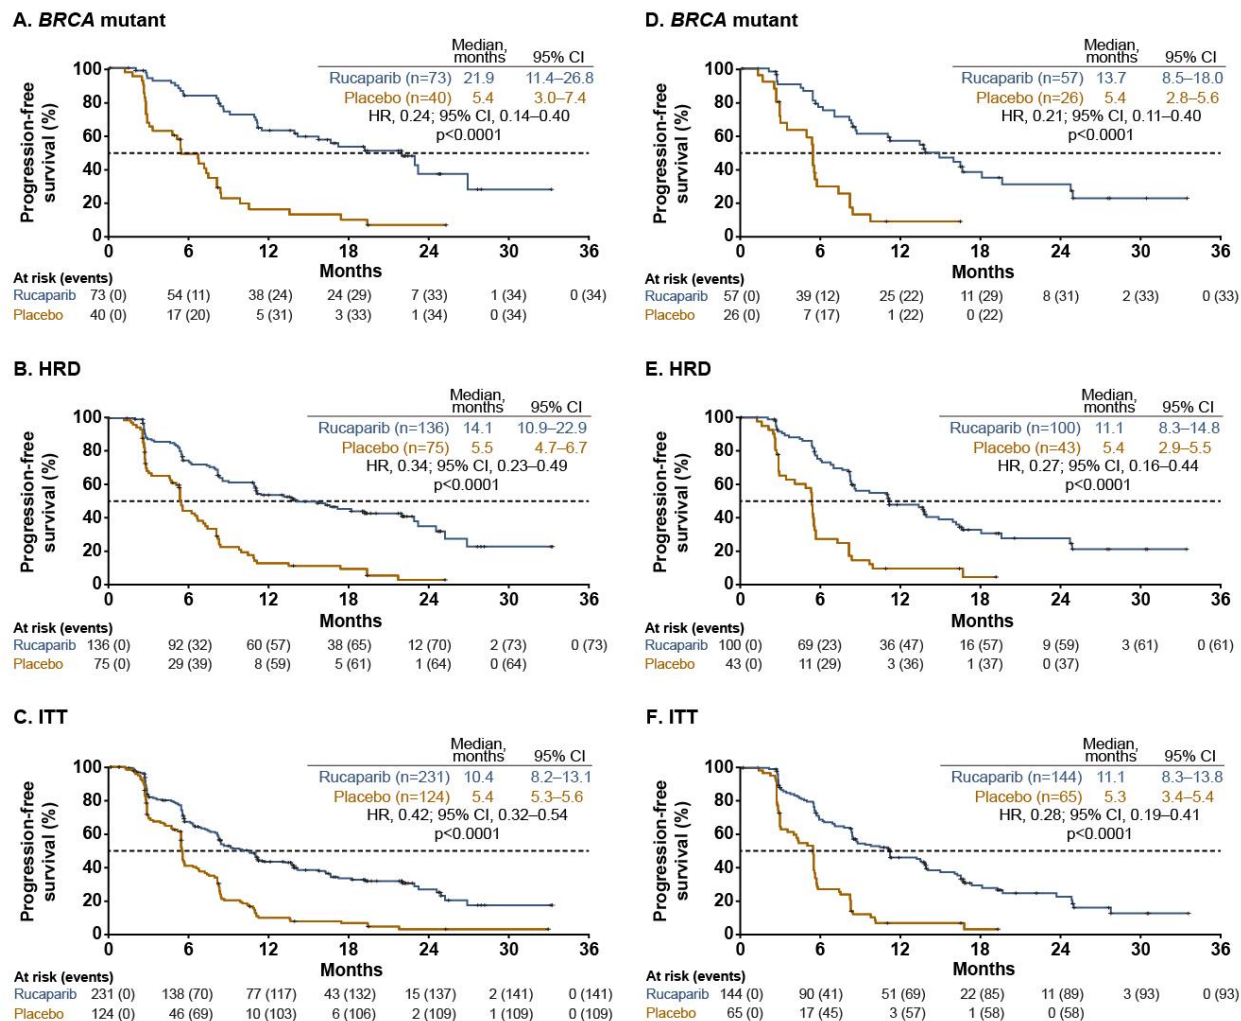 A. BRCA mutant
Median, months 95% CI
Rucaparib (n=73) 21.9 11.4–26.8
Placebo (n=40) 5.4 3.0–7.4
HR, 0.24; 95% CI, 0.14–0.40
p<0.0001
Progression-free survival (%)
100
80
60
40
20
0
0 6 12 18 24 30 36
Months
At risk (events)
Rucaparib 73 (0) 54 (11) 38 (24) 24 (29) 7 (33) 1 (34) 0 (34)
Placebo 40 (0) 17 (20) 5 (31) 3 (33) 1 (34) 0 (34)
D. BRCA mutant
Median, months 95% CI
Rucaparib (n=57) 13.7 8.5–18.0
Placebo (n=26) 5.4 2.8–5.6
HR, 0.21; 95% CI, 0.11–0.40
p<0.0001
Progression-free survival (%)
100
80
60
40
20
0
0 6 12 18 24 30 36
Months
At risk (events)
Rucaparib 57 (0) 39 (12) 25 (22) 11 (29) 8 (31) 2 (33) 0 (33)
Placebo 26 (0) 7 (17) 1 (22) 0 (22)
B. HRD
Median, months 95% CI
Rucaparib (n=136) 14.1 10.9–22.9
Placebo (n=75) 5.5 4.7–6.7
HR, 0.34; 95% CI, 0.23–0.49
p<0.0001
Progression-free survival (%)
100
80
60
40
20
0
0 6 12 18 24 30 36
Months
At risk (events)
Rucaparib 136 (0) 92 (32) 60 (57) 38 (65) 12 (70) 2 (73) 0 (73)
Placebo 75 (0) 29 (39) 8 (59) 5 (61) 1 (64) 0 (64)
E. HRD
Median, months 95% CI
Rucaparib (n=100) 11.1 8.3–14.8
Placebo (n=43) 5.4 2.9–5.5
HR, 0.27; 95% CI, 0.16–0.44
p<0.0001
Progression-free survival (%)
100
80
60
40
20
0
0 6 12 18 24 30 36
Months
At risk (events)
Rucaparib 100 (0) 69 (23) 36 (47) 16 (57) 9 (59) 3 (61) 0 (61)
Placebo 43 (0) 11 (29) 3 (36) 1 (37) 0 (37)
C. ITT
Median, months 95% CI
Rucaparib (n=231) 10.4 8.2–13.1
Placebo (n=124) 5.4 5.3–5.6
HR, 0.42; 95% CI, 0.32–0.54
p<0.0001
Progression-free survival (%)
100
80
60
40
20
0
0 6 12 18 24 30 36
Months
At risk (events)
Rucaparib 231 (0) 138 (70) 77 (117) 43 (132) 15 (137) 2 (141) 0 (141)
Placebo 124 (0) 46 (69) 10 (103) 6 (106) 2 (109) 1 (109) 0 (109)
F. ITT
Median, months 95% CI
Rucaparib (n=144) 11.1 8.3–13.8
Placebo (n=65) 5.3 3.4–5.4
HR, 0.28; 95% CI, 0.19–0.41
p<0.0001
Progression-free survival (%)
100
80
60
40
20
0
0 6 12 18 24 30 36
Months
At risk (events)
Rucaparib 144 (0) 90 (41) 51 (69) 22 (85) 11 (89) 3 (93) 0 (93)
Placebo 65 (0) 17 (45) 3 (57) 1 (58) 0 (58)